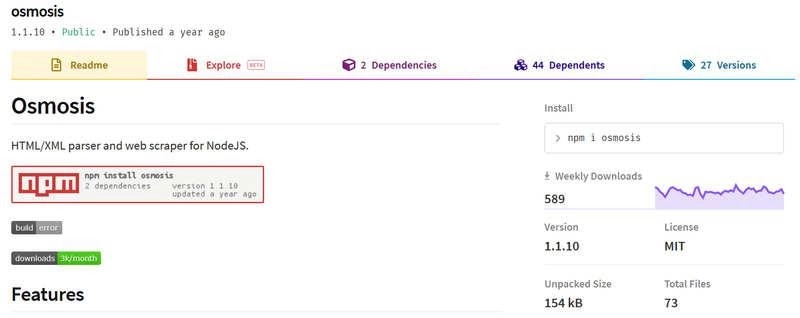 osmosis
1.1.10 • Public • Published a year ago
Readme
Explore BETA
2 Dependencies
44 Dependents
27 Versions
Osmosis
HTML/XML parser and web scraper for NodeJS.
npm
npm install osmosis
2 dependencies version 1.1.10
updated a year ago
build error
downloads 3k/month
Features
Install
> npm i osmosis
Weekly Downloads
589
Version License
1.1.10 MIT
Unpacked Size Total Files
154 kB 73